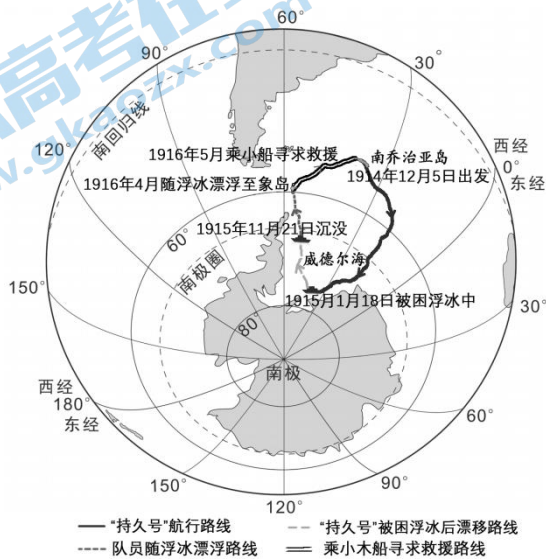 高考在
www.gkaozx.com
60°
90°
30°
南回归线
120°
西经
0°
东经
1916年5月乘小船寻求救援
南乔治亚岛
1914年12月5日出发
1916年4月随浮冰漂浮至象岛
1915年11月21日沉没
60°
威德尔海
南极圈
1915年1月18日被困浮冰中
150°
30°
80°
南极
西经
180°
东经
60°
150°
90°
120°
“持久号”航行路线
“持久号”被困浮冰后漂移路线
队员随浮冰漂浮路线
乘小木船寻求救援路线